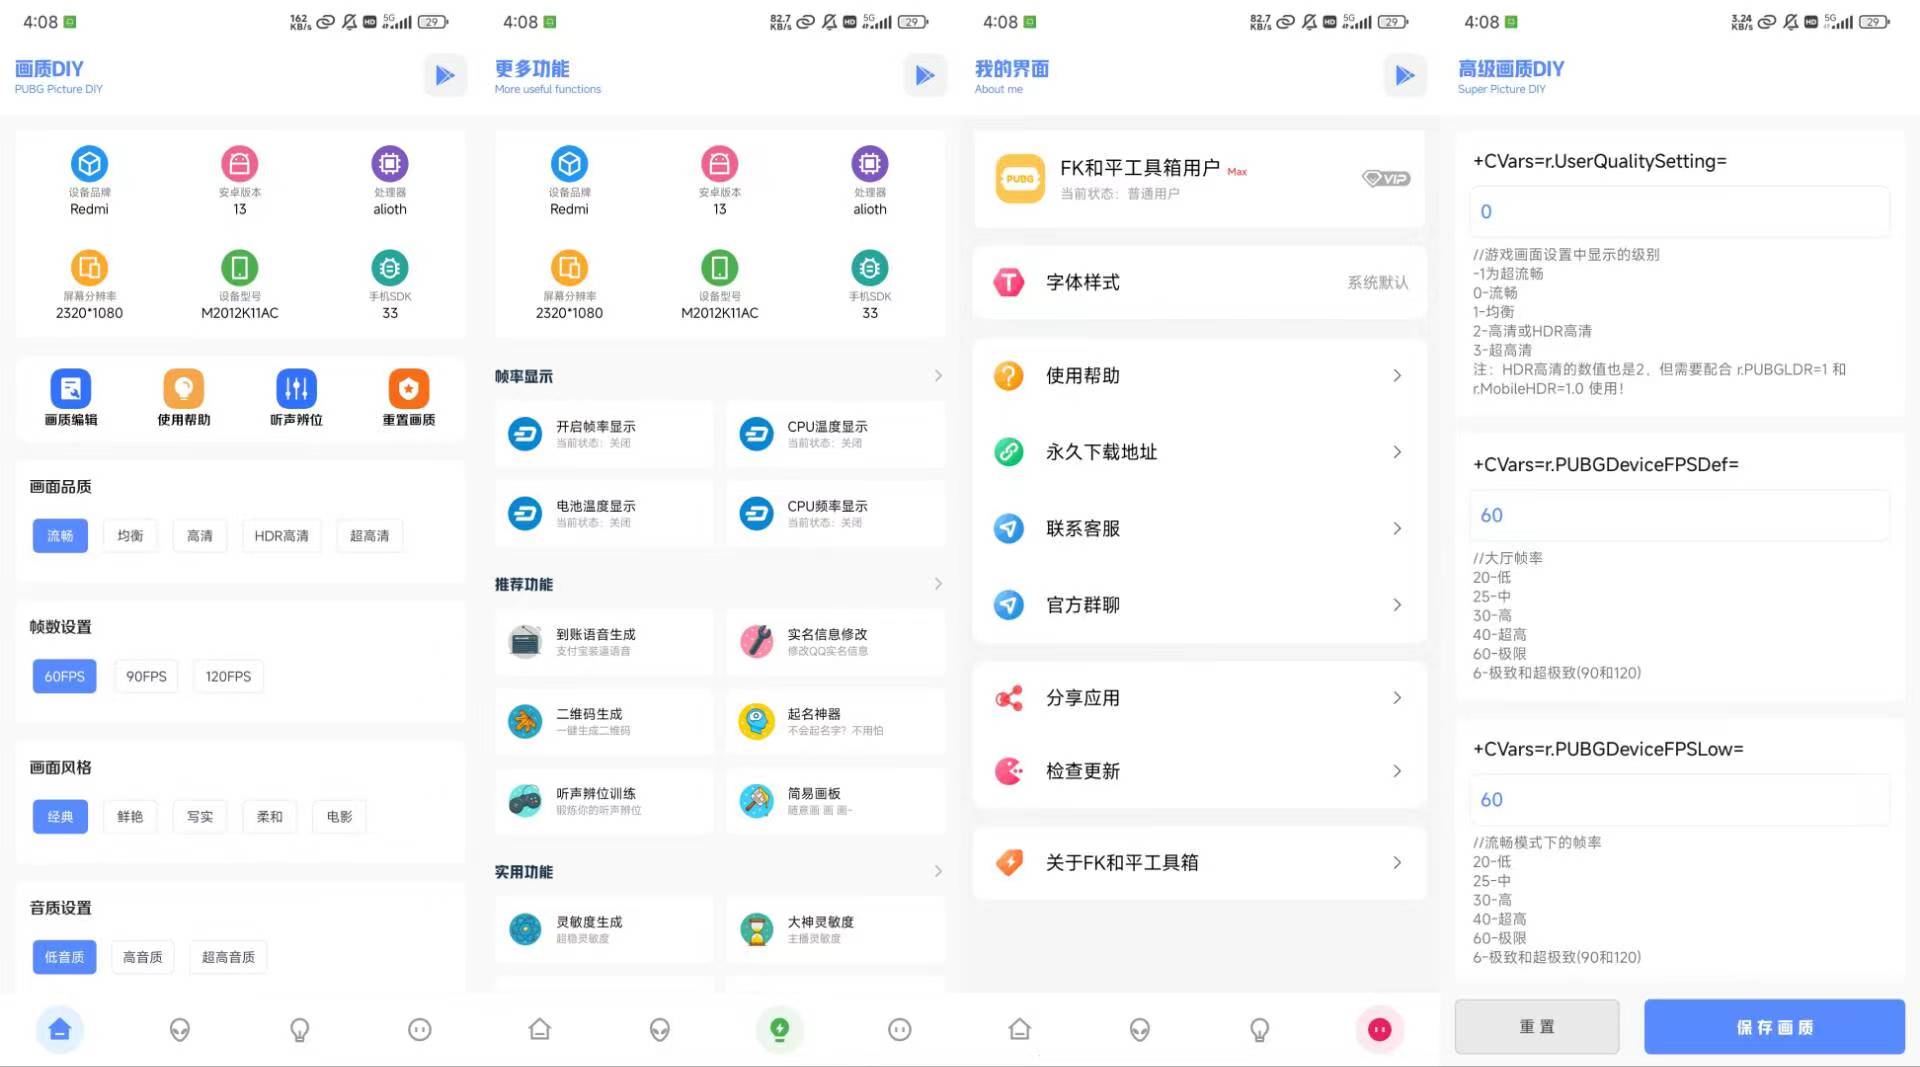 4:08
162
KB/s
HD
5G
29
画质DIY
PUBG Picture DIY
设备品牌
Redmi
安卓版本
13
处理器
alioth
屏幕分辨率
2320*1080
设备型号
M2012K11AC
手机SDK
33
画质编辑
使用帮助
听声辨位
重置画质
画面品质
流畅
均衡
高清
HDR高清
超高清
帧数设置
60FPS
90FPS
120FPS
画面风格
经典
鲜艳
写实
柔和
电影
音质设置
低音质
高音质
超高音质
4:08
82.7
KB/s
HD
5G
29
更多功能
More useful functions
设备品牌
Redmi
安卓版本
13
处理器
alioth
屏幕分辨率
2320*1080
设备型号
M2012K11AC
手机SDK
33
帧率显示
开启帧率显示
当前状态：关闭
CPU温度显示
当前状态：关闭
电池温度显示
当前状态：关闭
CPU频率显示
当前状态：关闭
推荐功能
到账语音生成
支付宝装逼语音
实名信息修改
修改QQ实名信息
二维码生成
一键生成二维码
起名神器
不会起名字？不用怕
听声辨位训练
锻炼你的听声辨位
简易画板
随意画 画 画~
实用功能
灵敏度生成
超稳灵敏度
大神灵敏度
主播灵敏度
4:08
82.7
KB/s
HD
5G
29
我的界面
About me
PUBG
FK和平工具箱用户 Max
当前状态：普通用户
VIP
字体样式
系统默认
使用帮助
永久下载地址
联系客服
官方群聊
分享应用
检查更新
关于FK和平工具箱
4:08
3.24
KB/s
HD
5G
29
高级画质DIY
Super Picture DIY
+CVars=r.UserQualitySetting=
0
//游戏画面设置中显示的级别
-1为超流畅
0-流畅
1-均衡
2-高清或HDR高清
3-超高清
注：HDR高清的数值也是2，但需要配合 r.PUBGLDR=1 和
r.MobileHDR=1.0 使用！
+CVars=r.PUBGDeviceFPSDef=
60
//大厅帧率
20-低
25-中
30-高
40-超高
60-极限
6-极致和超极致(90和120)
+CVars=r.PUBGDeviceFPSLow=
60
//流畅模式下的帧率
20-低
25-中
30-高
40-超高
60-极限
6-极致和超极致(90和120)
重置
保存画质